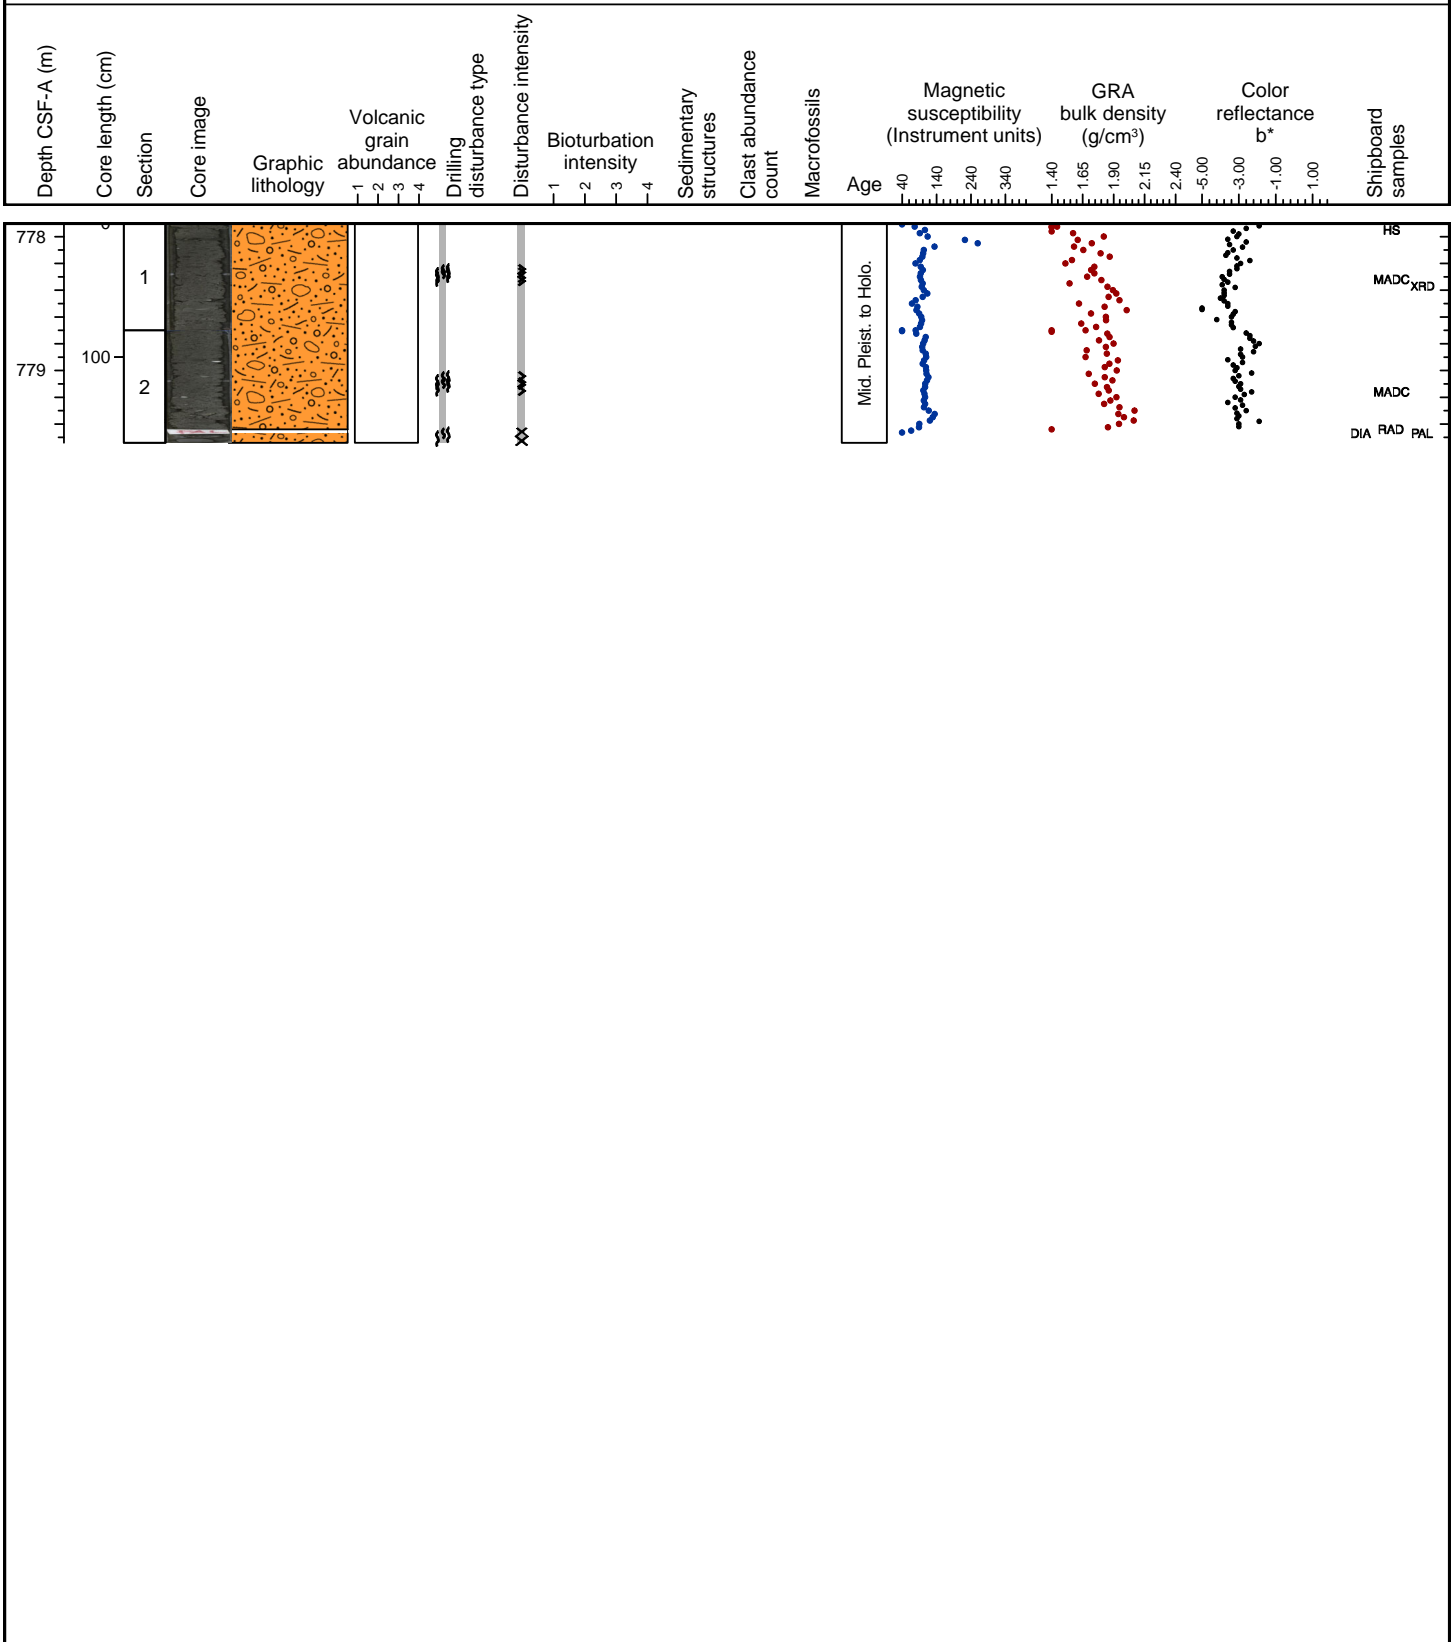 Depth CSF-A (m)
Core length (cm)
Section
Core image
Graphic
lithology
Volcanic
grain
abundance
1
2
3
4
Drilling
disturbance type
Disturbance intensity
Bioturbation
intensity
1
2
3
4
Sedimentary
structures
Clast abundance
count
Macrofossils
Age
Magnetic
susceptibility
(Instrument units)
40
140
240
340
GRA
bulk density
(g/cm³)
1.40
1.65
1.90
2.15
2.40
Color
reflectance
b*
-5.00
-3.00
-1.00
1.00
Shipboard
samples
778
779
0
100
1
2
Mid. Pleist. to Holo.
HS
MADC XRD
MADC
DIA RAD PAL